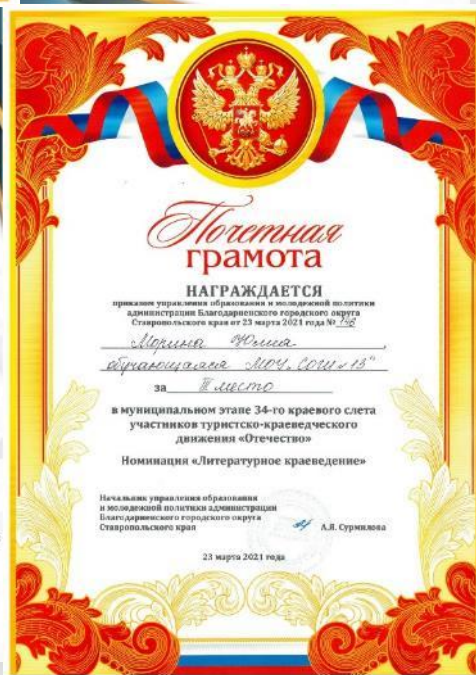 Почетная
грамота
НАГРАЖДАЕТСЯ
приказом управления образования и молодежной политики
администрации Благодарненского городского округа
Ставропольского края от 23 марта 2021 года №
Морина Юлия
обучающаяся МОУ „СОШ № 13"
за III место
в муниципальном этапе 34-го краевого слета
участников туристско-краеведческого
движения «Отечество»
Номинация «Литературное краеведение»
Начальник управления образования
и молодежной политики администрации
Благодарненского городского округа
Ставропольского края А.Я. Сурмилова
23 марта 2021 года